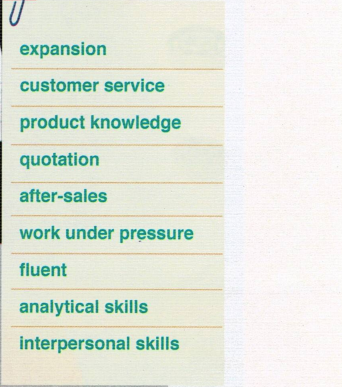 expansion
customer service
product knowledge
quotation
after-sales
work under pressure
fluent
analytical skills
interpersonal skills